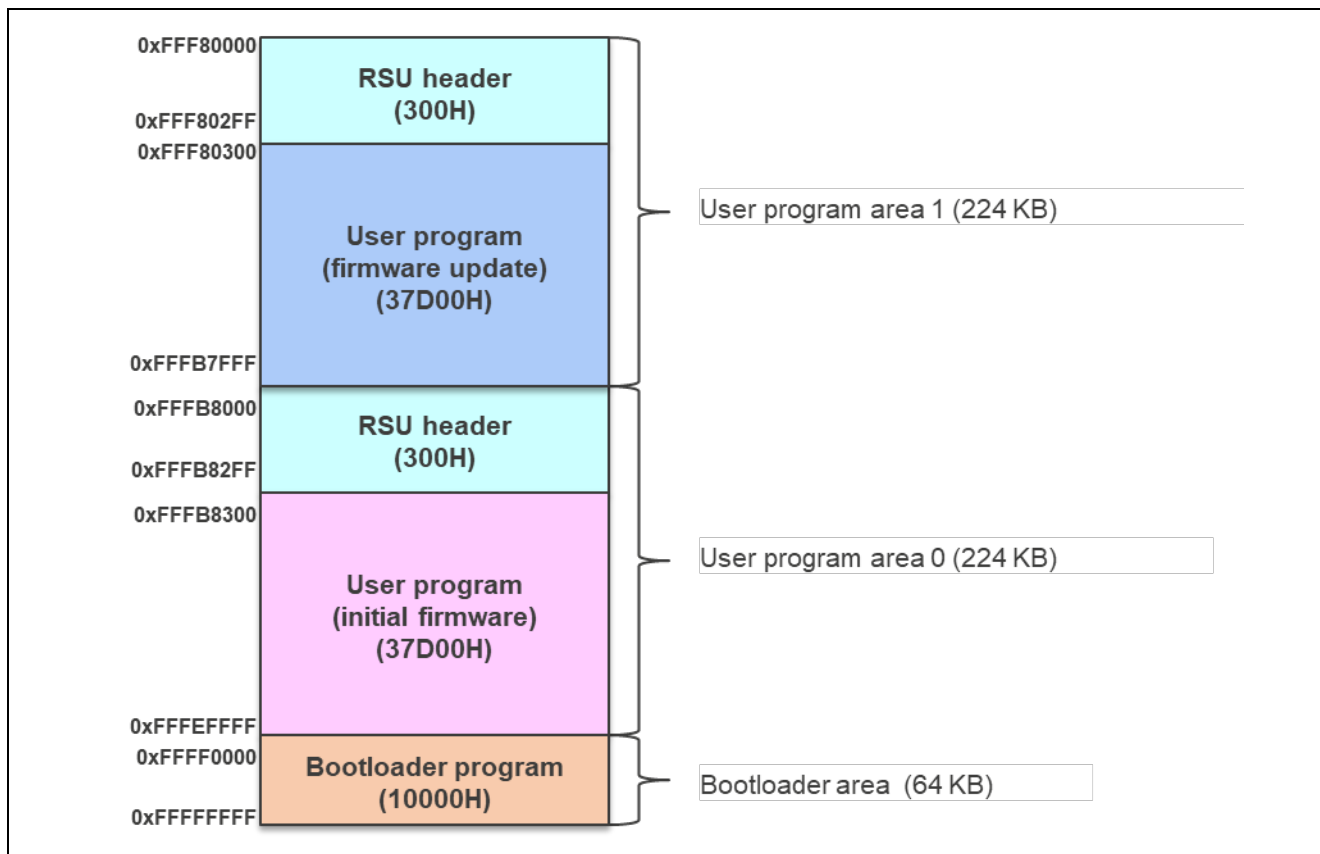 0xFFF80000
RSU header
(300H)
0xFFF802FF
0xFFF80300
User program area 1 (224 KB)
User program
(firmware update)
(37D00H)
0xFFFB7FFF
0xFFFB8000
RSU header
(300H)
0xFFFB82FF
0xFFFB8300
User program area 0 (224 KB)
User program
(initial firmware)
(37D00H)
0xFFFEFFFF
0xFFFF0000
Bootloader program
(10000H)
Bootloader area  (64 KB)
0xFFFFFFFF